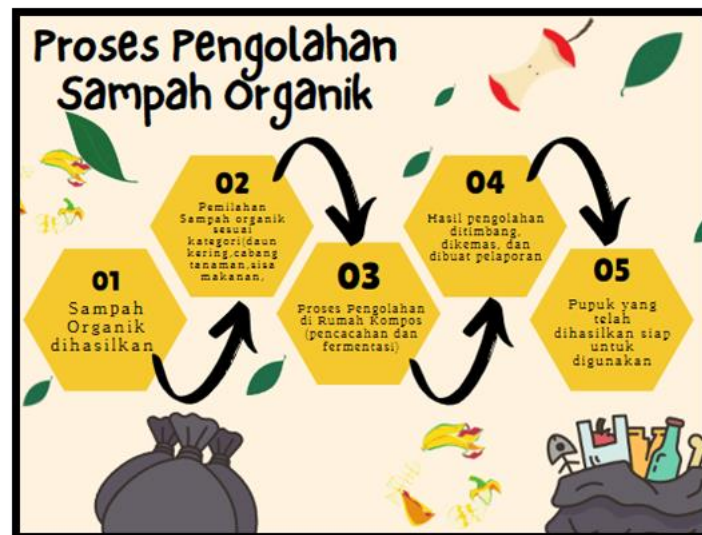 Proses Pengolahan
Sampah Organik
01
Sampah
Organik
dihasilkan
02
Pemilahan
Sampah organik
sesuai
kategori(daun
kering,cabang
tanaman,sisa
makanan,
03
Proses Pengolahan
di Rumah Kompos
(pencacahan dan
fermentasi)
04
Hasil pengolahan
ditimbang,
dikemas, dan
dibuat pelaporan
05
Pupuk yang
telah
dihasilkan siap
untuk
digunakan